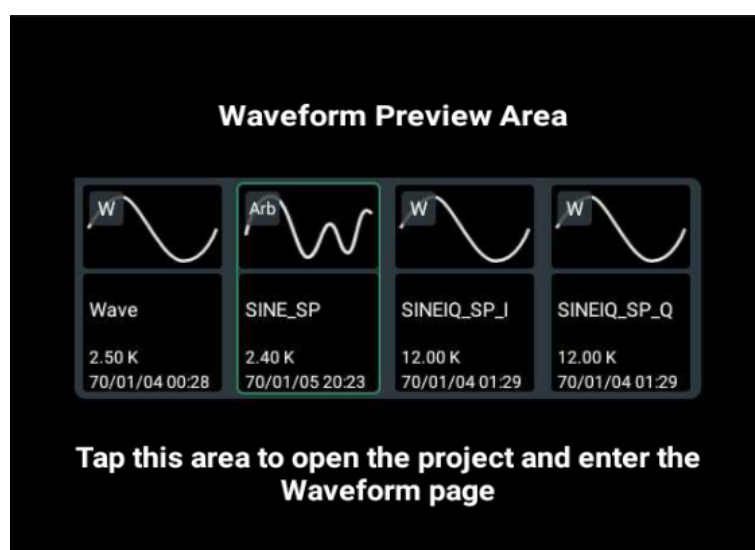 Waveform Preview Area
W
Arb
W
W
Wave
SINE_SP
SINEIQ_SP_I
SINEIQ_SP_Q
2.50 K
2.40 K
12.00 K
12.00 K
70/01/04 00:28
70/01/05 20:23
70/01/04 01:29
70/01/04 01:29
Tap this area to open the project and enter the
Waveform page